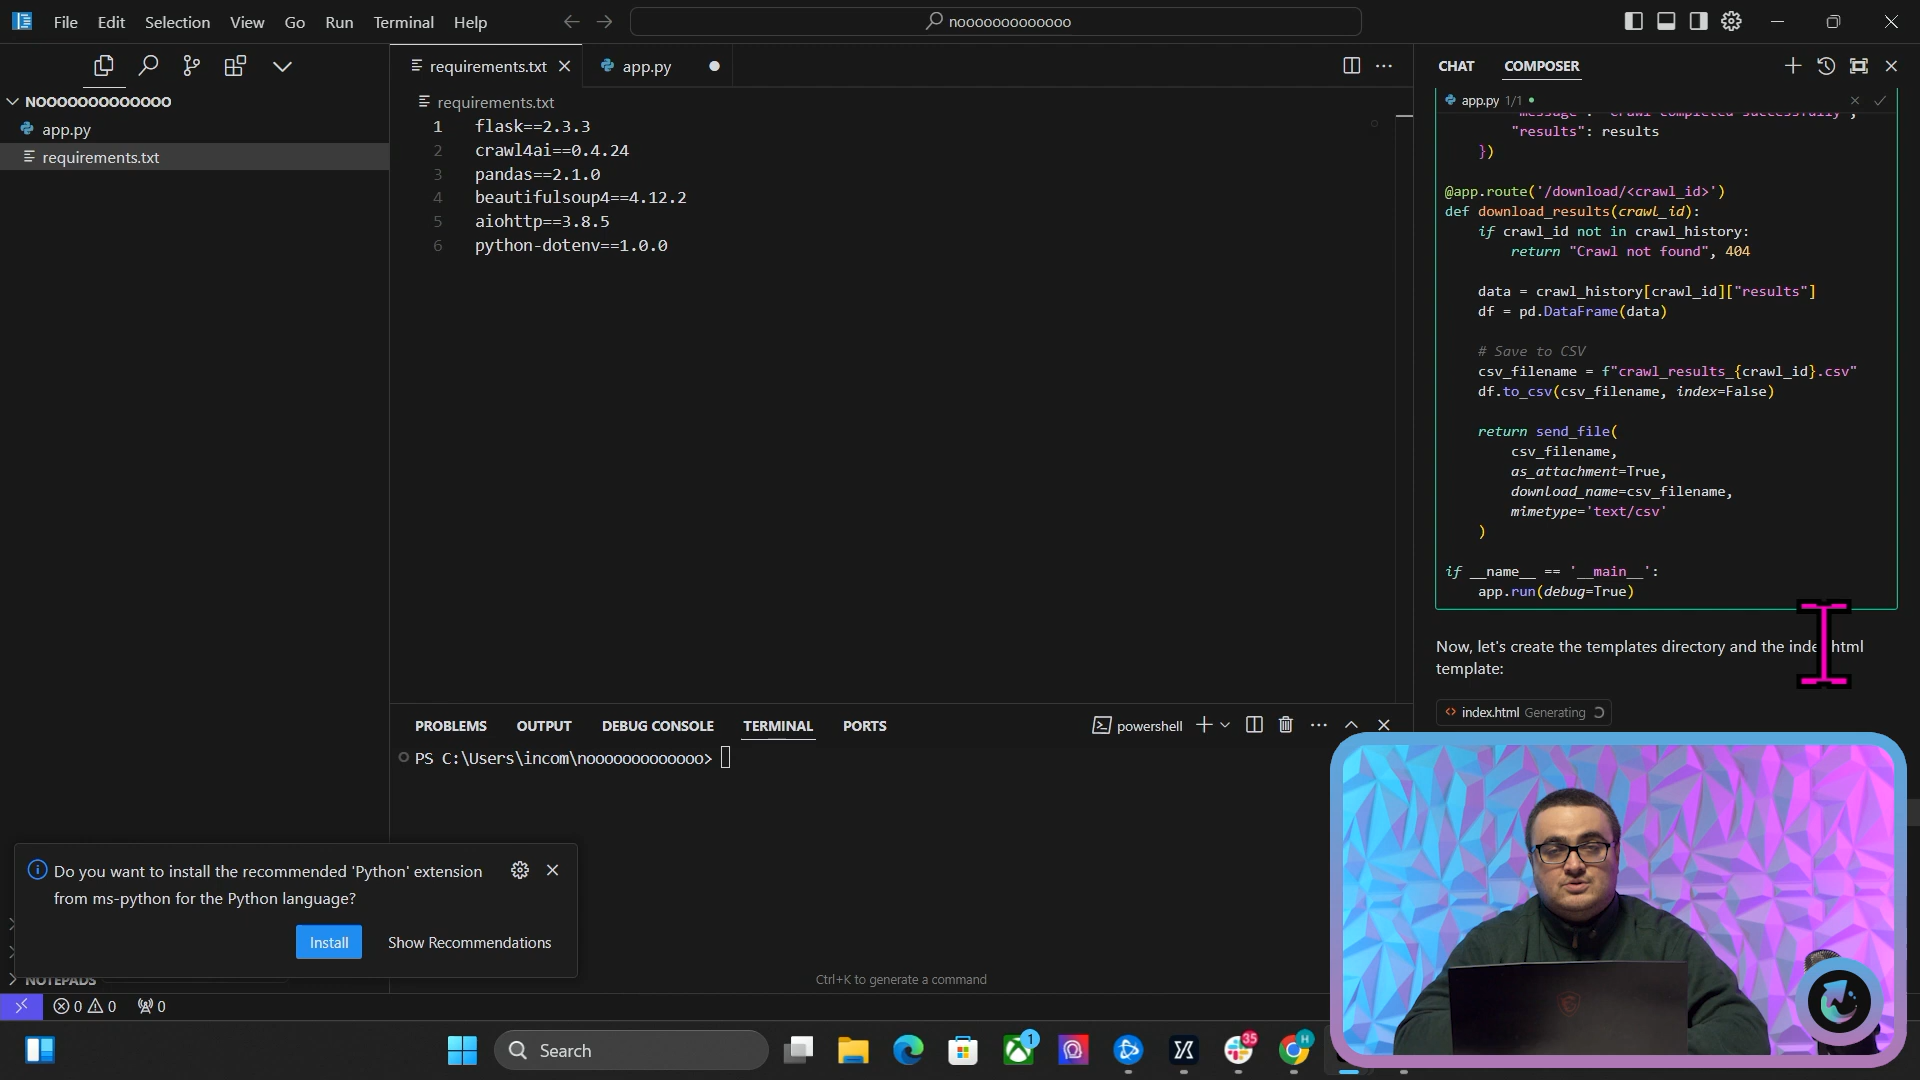 File Edit Selection View Go Run Terminal Help
nooooooooooooo
requirements.txt
app.py
CHAT COMPOSER
NOOOOOOOOOOOOO
app.py
requirements.txt
requirements.txt
1 flask==2.3.3
2 crawl4ai==0.4.24
3 pandas==2.1.0
4 beautifulsoup4==4.12.2
5 aiohttp==3.8.5
6 python-dotenv==1.0.0
app.py 1/1
"message": "Crawl completed successfully",
"results": results
})
@app.route('/download/<crawl_id>')
def download_results(crawl_id):
if crawl_id not in crawl_history:
return "Crawl not found", 404
data = crawl_history[crawl_id]["results"]
df = pd.DataFrame(data)
# Save to CSV
csv_filename = f"crawl_results_{crawl_id}.csv"
df.to_csv(csv_filename, index=False)
return send_file(
csv_filename,
as_attachment=True,
download_name=csv_filename,
mimetype='text/csv'
)
if __name__ == '__main__':
app.run(debug=True)
Now, let's create the templates directory and the index.html
template:
index.html Generating
PROBLEMS OUTPUT DEBUG CONSOLE TERMINAL PORTS
powershell
PS C:\Users\incom\nooooooooooooo>
Do you want to install the recommended 'Python' extension
from ms-python for the Python language?
Install Show Recommendations
NOTEPADS
Ctrl+K to generate a command
0 0 0
Search
1
35
H